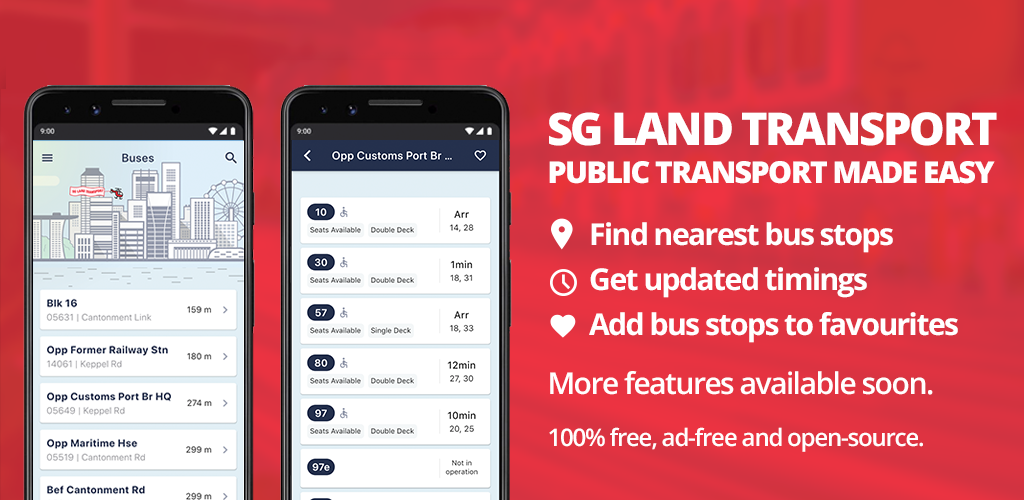 9:00
Buses
SG LAND TRANSPORT
Blk 16
05631 | Cantonment Link
159 m
Opp Former Railway Stn
14061 | Keppel Rd
180 m
Opp Customs Port Br HQ
05649 | Keppel Rd
274 m
Opp Maritime Hse
05519 | Cantonment Rd
299 m
Bef Cantonment Rd
299 m
9:00
Opp Customs Port Br ...
10
Seats Available Double Deck
Arr
14, 28
30
Seats Available Double Deck
1min
18, 31
57
Seats Available Single Deck
Arr
18, 33
80
Seats Available Double Deck
12min
27, 30
97
Seats Available Double Deck
10min
20, 25
97e
Not in
operation
SG LAND TRANSPORT
PUBLIC TRANSPORT MADE EASY
Find nearest bus stops
Get updated timings
Add bus stops to favourites
More features available soon.
100% free, ad-free and open-source.